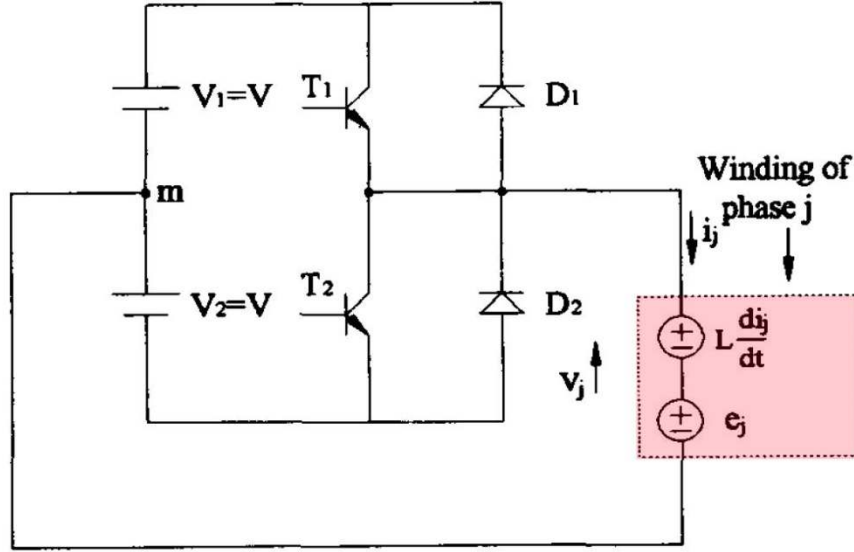 V1=V
T1
D1
m
Winding of
phase j
ij
V2=V
T2
D2
vj
L dij/dt
ej